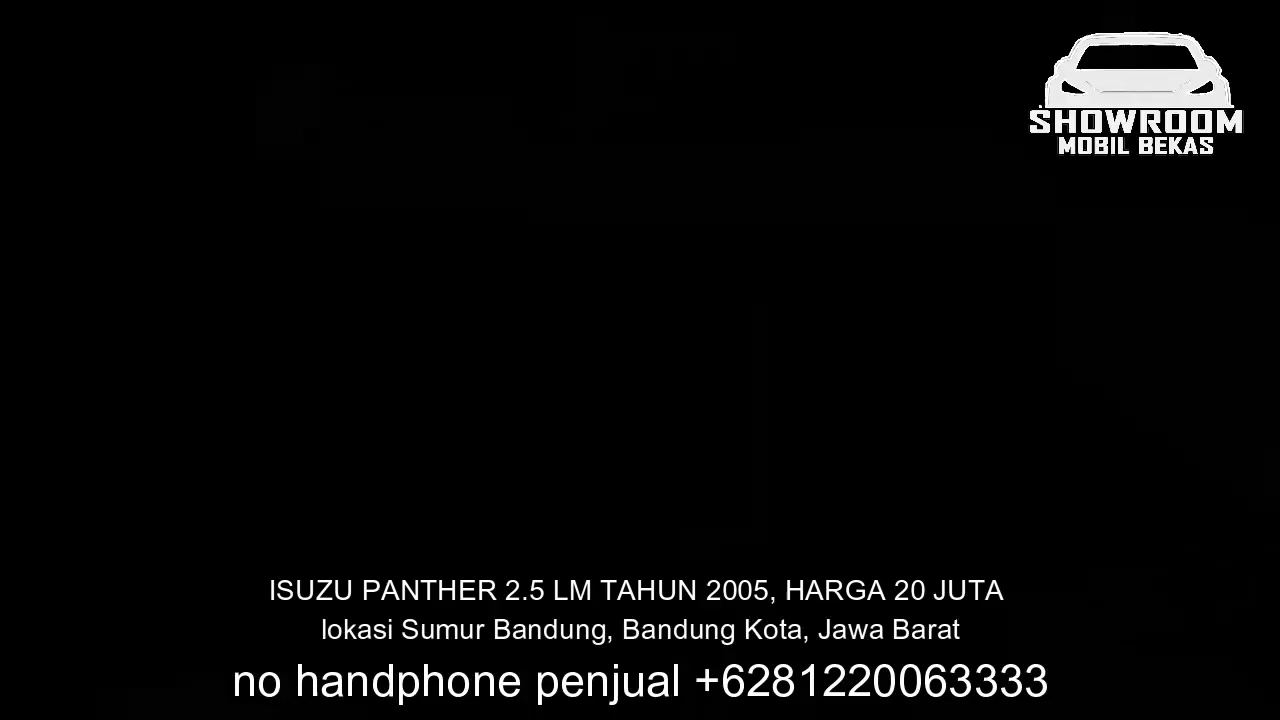 SHOWROOM
MOBIL BEKAS
ISUZU PANTHER 2.5 LM TAHUN 2005, HARGA 20 JUTA
lokasi Sumur Bandung, Bandung Kota, Jawa Barat
no handphone penjual +6281220063333